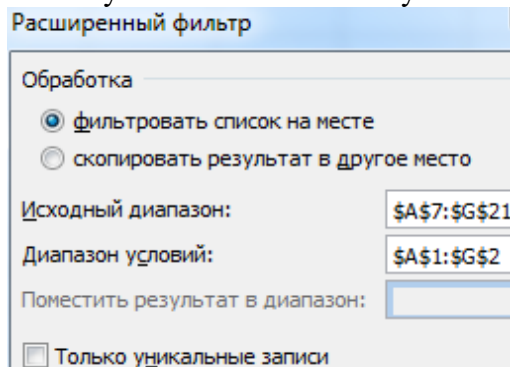 Расширенный фильтр
Обработка
фильтровать список на месте
скопировать результат в другое место
Исходный диапазон: $A$7:$G$21
Диапазон условий: $A$1:$G$2
Поместить результат в диапазон:
Только уникальные записи